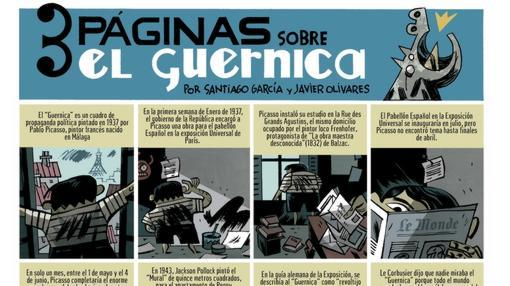 3 PÁGINAS SOBRE
EL GUERNICA
POR SANTIAGO GARCÍA Y JAVIER OLIVARES
El "Guernica" es un cuadro de
propaganda política pintado en 1937 por
Pablo Picasso, pintor francés nacido
en Málaga
En la primera semana de Enero de 1937,
el gobierno de la República encargó a
Picasso una obra para el pabellón
Español en la exposición Universal de
París.
Picasso instaló su estudio en la Rue des
Grands Agustins, el mismo domicilio
ocupado por el pintor loco Frenhofer,
protagonista de "La obra maestra
desconocida"(1832) de Balzac.
El Pabellón Español en la Exposición
Universal se inauguraría en julio, pero
Picasso no encontró tema hasta finales
de abril.
Le Monde
En solo un mes, entre el 1 de mayo y el 4
de junio, Picasso completaría el enorme
En 1943, Jackson Pollock pintó el
"Mural" de quince metros cuadrados,
En la guía alemana de la Exposición, se
describía al "Guernica" como "revoltijo
Le Corbusier dijo que nadie miraba el
"Guernica" porque todo el mundo